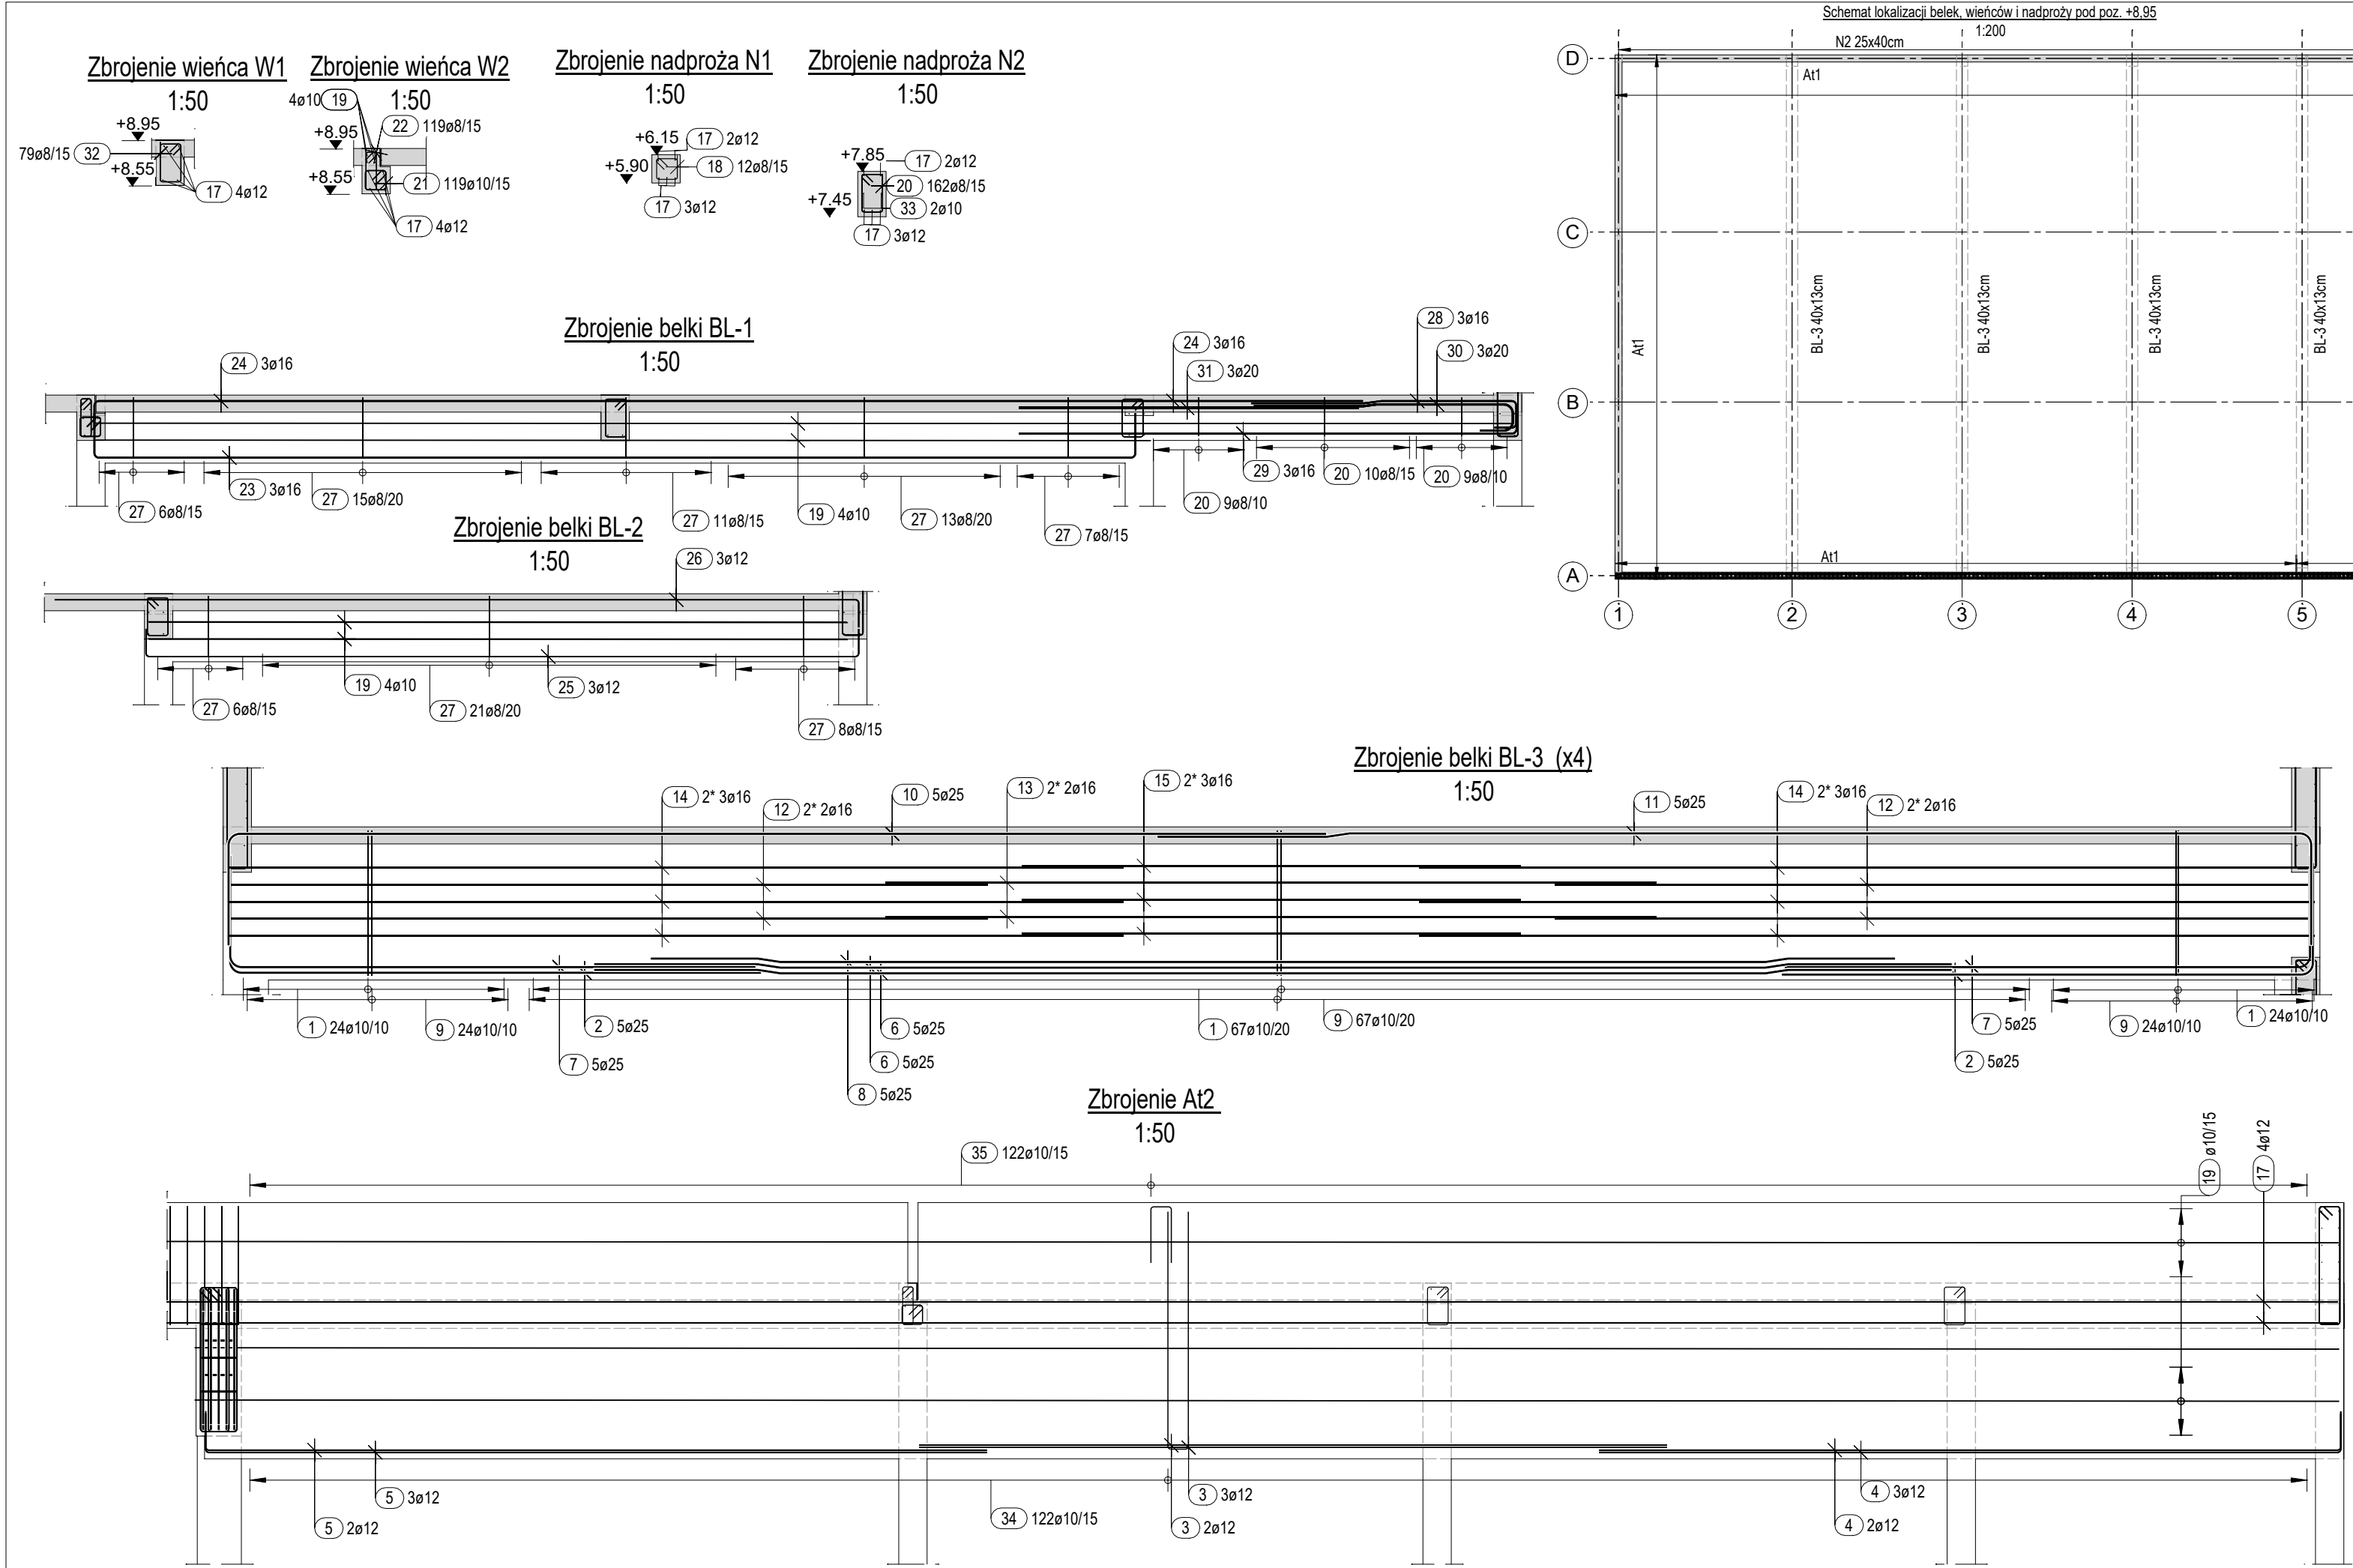 Schemat lokalizacji belek, wieńców i nadproży pod poz. +8,95
1:200
N2 25x40cm
D
At1
C
B
A
At1
At1
BL-3 40x13cm
BL-3 40x13cm
BL-3 40x13cm
BL-3 40x13cm
1
2
3
4
5
Zbrojenie wieńca W1
1:50
+8.95
79ø8/15 32
+8.55
17 4ø12
Zbrojenie wieńca W2
1:50
4ø10 19
22 119ø8/15
+8.95
+8.55
21 119ø10/15
17 4ø12
Zbrojenie nadproża N1
1:50
+6.15
17 2ø12
+5.90
18 12ø8/15
17 3ø12
Zbrojenie nadproża N2
1:50
+7.85
17 2ø12
20 162ø8/15
+7.45
33 2ø10
17 3ø12
Zbrojenie belki BL-1
1:50
24 3ø16
24 3ø16
31 3ø20
28 3ø16
30 3ø20
27 6ø8/15
23 3ø16
27 15ø8/20
27 11ø8/15
19 4ø10
27 13ø8/20
27 7ø8/15
20 9ø8/10
29 3ø16
20 10ø8/15
20 9ø8/10
Zbrojenie belki BL-2
1:50
26 3ø12
27 6ø8/15
19 4ø10
27 21ø8/20
25 3ø12
27 8ø8/15
Zbrojenie belki BL-3 (x4)
1:50
14 2* 3ø16
12 2* 2ø16
10 5ø25
13 2* 2ø16
15 2* 3ø16
11 5ø25
14 2* 3ø16
12 2* 2ø16
1 24ø10/10
9 24ø10/10
2 5ø25
7 5ø25
6 5ø25
6 5ø25
8 5ø25
1 67ø10/20
9 67ø10/20
7 5ø25
2 5ø25
9 24ø10/10
1 24ø10/10
Zbrojenie At2
1:50
35 122ø10/15
19 ø10/15
17 4ø12
5 3ø12
5 2ø12
34 122ø10/15
3 3ø12
3 2ø12
4 3ø12
4 2ø12